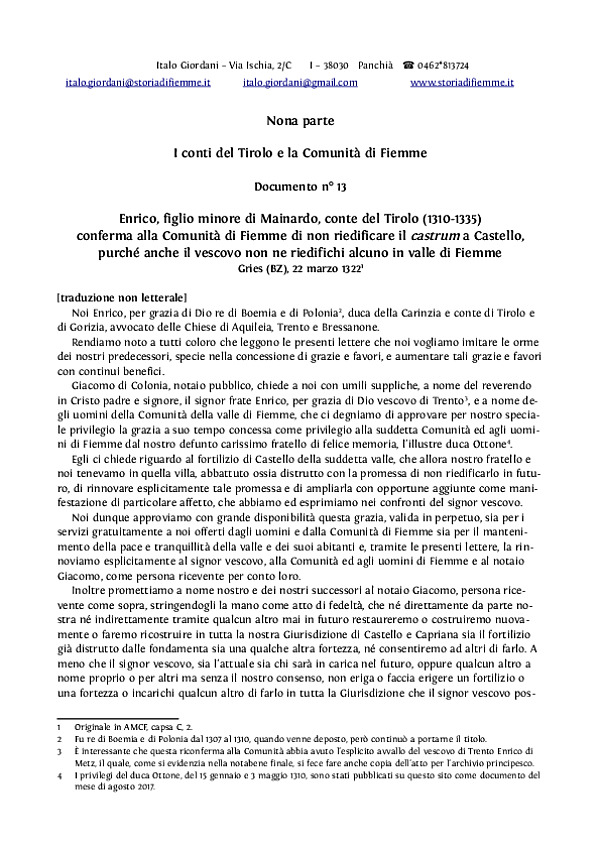 Italo Giordani – Via Ischia, 2/C I – 38030 Panchià ☎ 0462*813724
italo.giordani@storiadifiemme.it italo.giordani@gmail.com www.storiadifiemme.it
Nona parte
I conti del Tirolo e la Comunità di Fiemme
Documento n° 13
Enrico, figlio minore di Mainardo, conte del Tirolo (1310-1335)
conferma alla Comunità di Fiemme di non riedificare il castrum a Castello,
purché anche il vescovo non ne riedifichi alcuno in valle di Fiemme
Gries (BZ), 22 marzo 1322¹
[traduzione non letterale]
Noi Enrico, per grazia di Dio re di Boemia e di Polonia², duca della Carinzia e conte di Tirolo e
di Gorizia, avvocato delle Chiese di Aquileia, Trento e Bressanone.
Rendiamo noto a tutti coloro che leggono le presenti lettere che noi vogliamo imitare le orme
dei nostri predecessori, specie nella concessione di grazie e favori, e aumentare tali grazie e favori
con continui benefici.
Giacomo di Colonia, notaio pubblico, chiede a noi con umili suppliche, a nome del reverendo
in Cristo padre e signore, il signor frate Enrico, per grazia di Dio vescovo di Trento³, e a nome de-
gli uomini della Comunità della valle di Fiemme, che ci degniamo di approvare per nostro specia-
le privilegio la grazia a suo tempo concessa come privilegio alla suddetta Comunità ed agli uomi-
ni di Fiemme dal nostro defunto carissimo fratello di felice memoria, l'illustre duca Ottone⁴.
Egli ci chiede riguardo al fortilizio di Castello della suddetta valle, che allora nostro fratello e
noi tenevamo in quella villa, abbattuto ossia distrutto con la promessa di non riedificarlo in futu-
ro, di rinnovare esplicitamente tale promessa e di ampliarla con opportune aggiunte come mani-
festazione di particolare affetto, che abbiamo ed esprimiamo nei confronti del signor vescovo.
Noi dunque approviamo con grande disponibilità questa grazia, valida in perpetuo, sia per i
servizi gratuitamente a noi offerti dagli uomini e dalla Comunità di Fiemme sia per il manteni-
mento della pace e tranquillità della valle e dei suoi abitanti e, tramite le presenti lettere, la rin-
noviamo esplicitamente al signor vescovo, alla Comunità ed agli uomini di Fiemme e al notaio
Giacomo, come persona ricevente per conto loro.
Inoltre promettiamo a nome nostro e dei nostri successori al notaio Giacomo, persona rice-
vente come sopra, stringendogli la mano come atto di fedeltà, che né direttamente da parte no-
stra né indirettamente tramite qualcun altro mai in futuro restaureremo o costruiremo nuova-
mente o faremo ricostruire in tutta la nostra Giurisdizione di Castello e Capriana sia il fortilizio
già distrutto dalle fondamenta sia una qualche altra fortezza, né consentiremo ad altri di farlo. A
meno che il signor vescovo, sia l'attuale sia chi sarà in carica nel futuro, oppure qualcun altro a
nome proprio o per altri ma senza il nostro consenso, non eriga o faccia erigere un fortilizio o
una fortezza o incarichi qualcun altro di farlo in tutta la Giurisdizione che il signor vescovo pos-
1 Originale in AMCF, capsa C, 2.
2 Fu re di Boemia e di Polonia dal 1307 al 1310, quando venne deposto, però continuò a portarne il titolo.
3 È interessante che questa riconferma alla Comunità abbia avuto l'esplicito avvallo del vescovo di Trento Enrico di
Metz, il quale, come si evidenzia nella notabene finale, si fece fare anche copia dell'atto per l'archivio principesco.
4 I privilegi del duca Ottone, del 15 gennaio e 3 maggio 1310, sono stati pubblicati su questo sito come documento del
mese di agosto 2017.